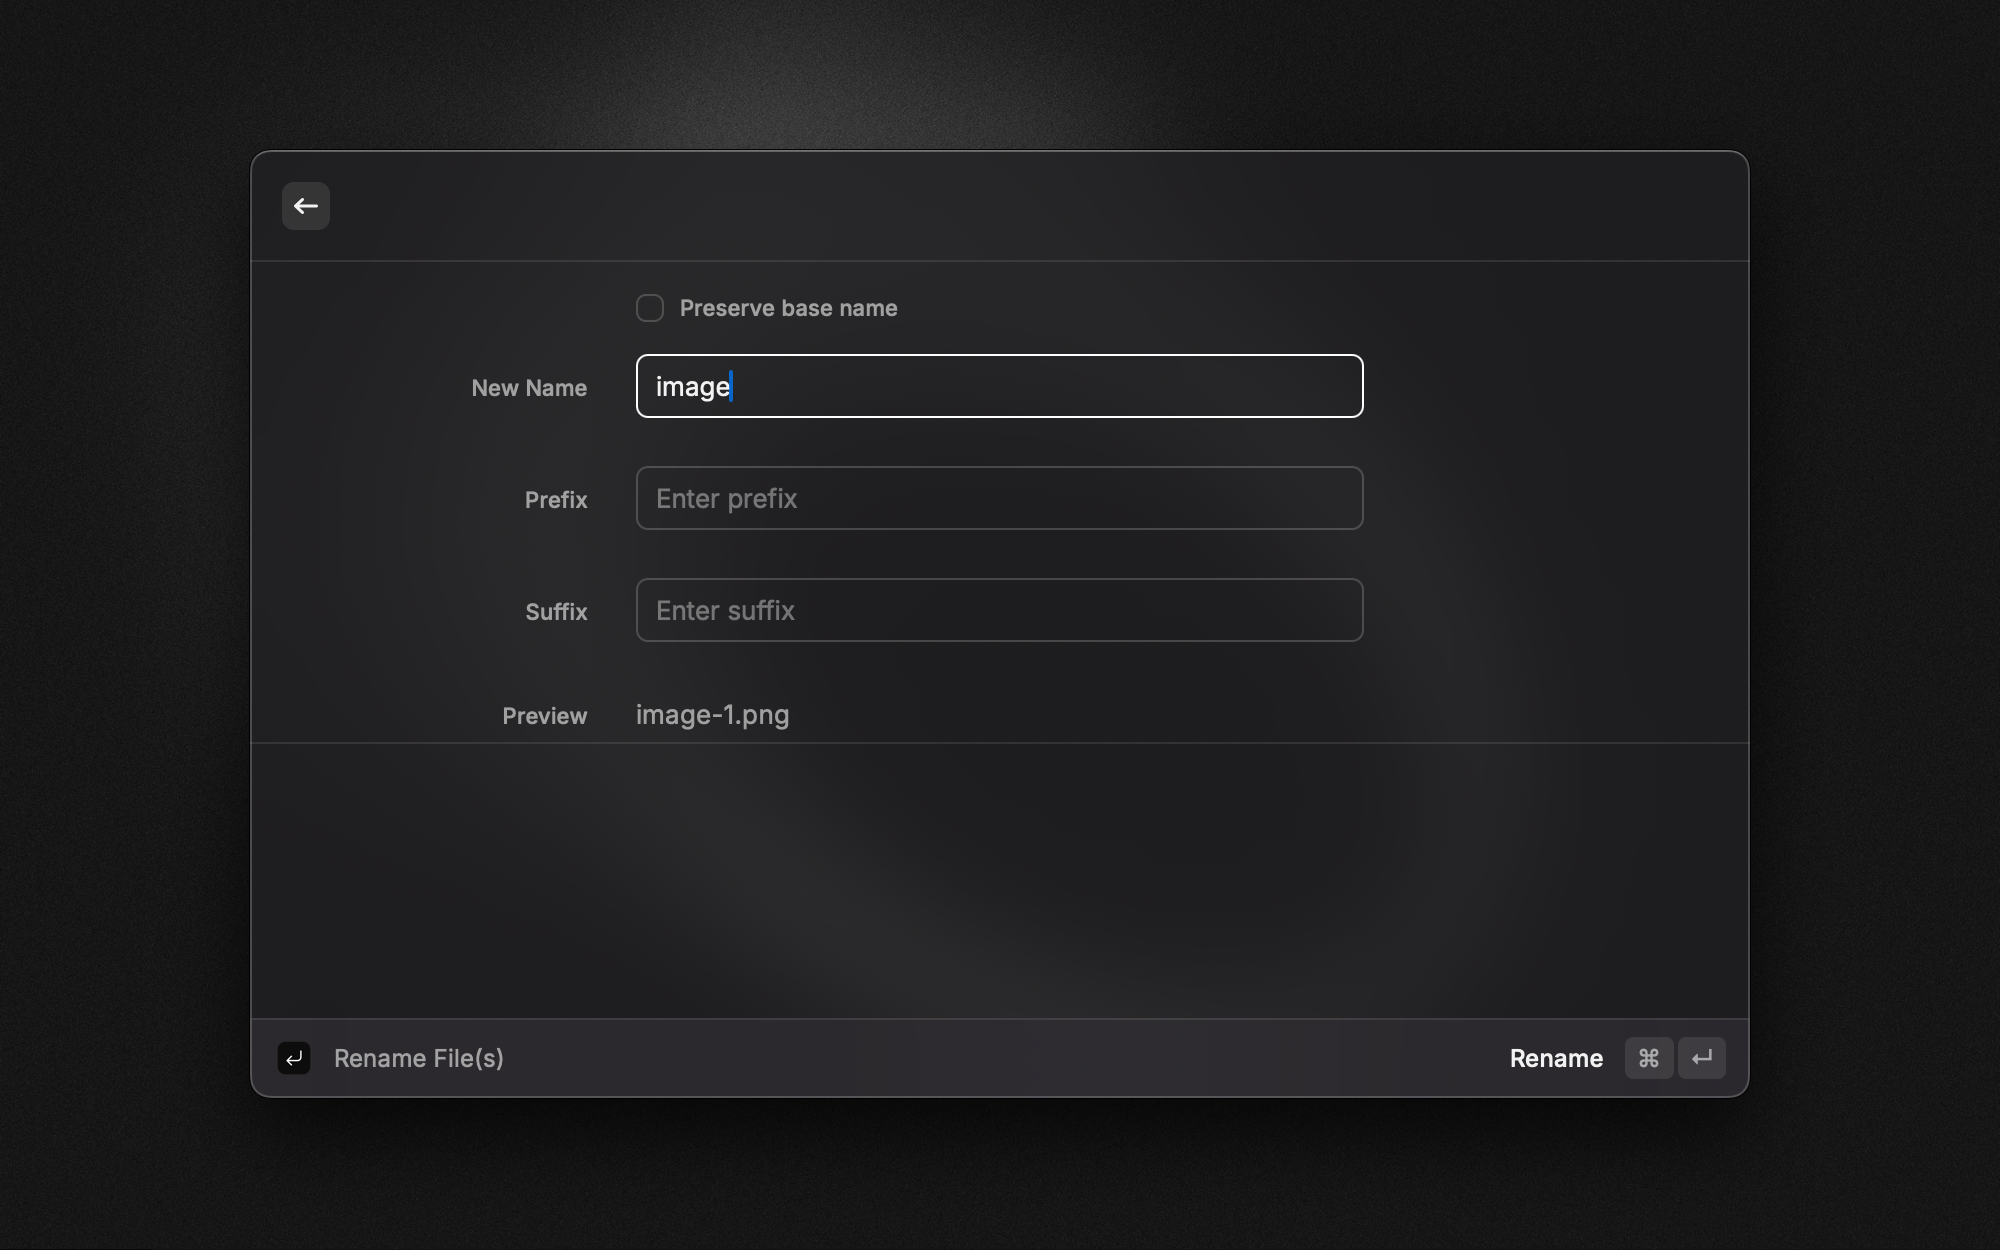 Preserve base name
New Name image
Prefix Enter prefix
Suffix Enter suffix
Preview image-1.png
Rename File(s) Rename ⌘ ↵